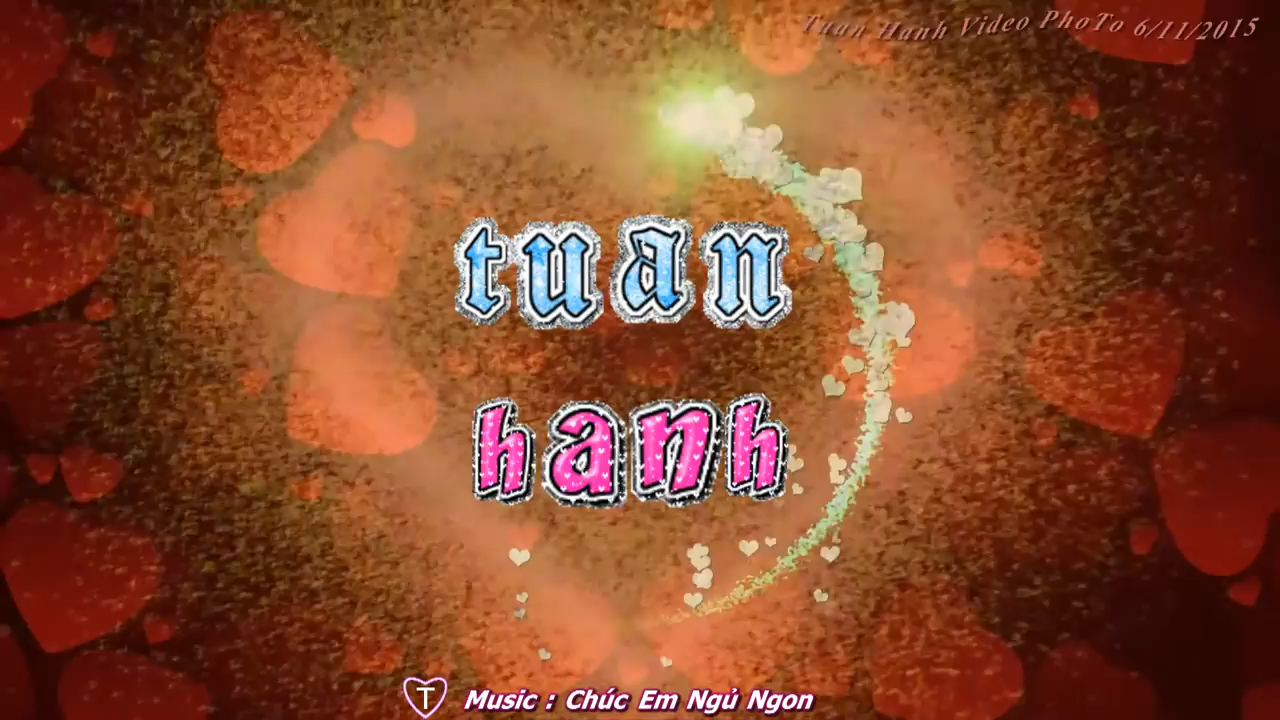 Tuan Hanh Video PhoTo 6/11/2015
tuan
hanh
T Music : Chúc Em Ngủ Ngon